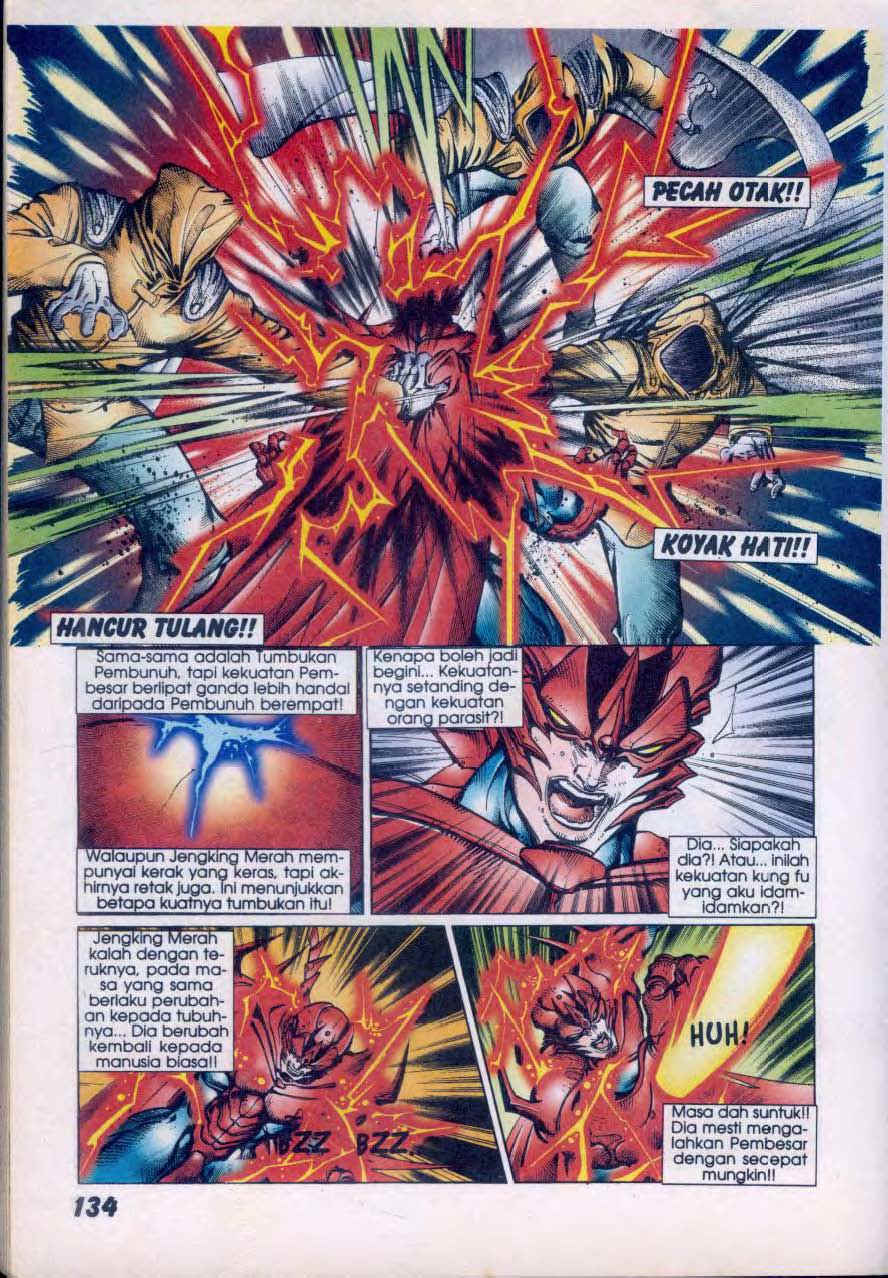 PECAH OTAK!!
KOYAK HATI!!
HANCUR TULANG!!
Sama-sama adalah Tumbukan
Pembunuh, tapi kekuatan Pem-
besar berlipat ganda lebih handal
daripada Pembunuh berempat!
Kenapa boleh jadi
begini... Kekuatan-
nya setanding de-
ngan kekuatan
orang parasit?!
Walaupun Jengking Merah mem-
punyai kerak yang keras, tapi ak-
hirnya retak juga. Ini menunjukkan
betapa kuatnya tumbukan itu!
Dia... Siapakah
dia?! Atau... inilah
kekuatan kung fu
yang aku idam-
idamkan?!
Jengking Merah
kalah dengan te-
ruknya, pada ma-
sa yang sama
berlaku perubah-
an kepada tubuh-
nya... Dia berubah
kembali kepada
manusia biasa!!
BZZ BZZ..
HUH!
Masa dah suntuk!!
Dia mesti menga-
lahkan Pembesar
dengan secepat
mungkin!!
134